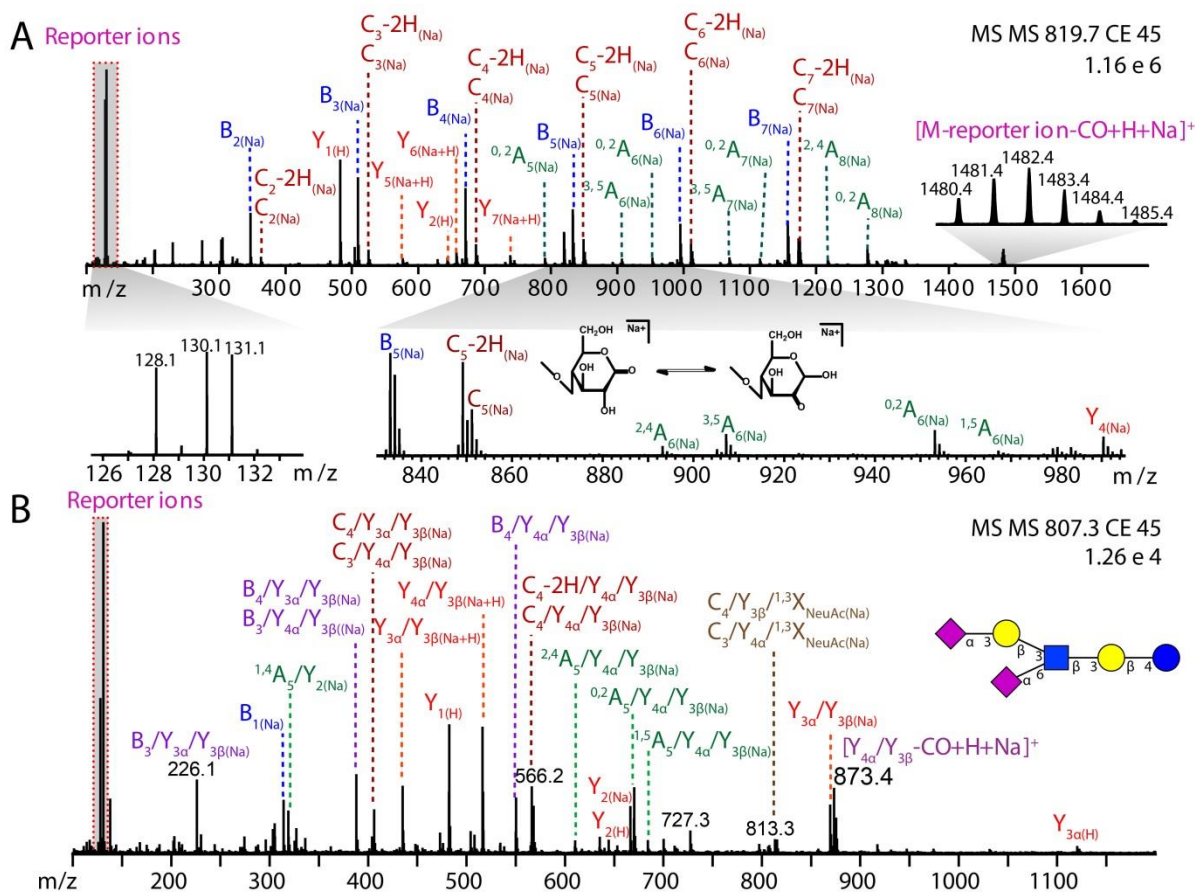 A
Reporter ions
MS MS 819.7 CE 45
1.16 e 6
B2(Na)
C2-2H(Na)
C2(Na)
Y1(H)
B3(Na)
C3-2H(Na)
C3(Na)
Y5(Na+H)
Y2(H)
Y6(Na+H)
B4(Na)
C4-2H(Na)
C4(Na)
Y7(Na+H)
0,2A5(Na)
B5(Na)
C5-2H(Na)
C5(Na)
3,5A6(Na)
0,2A6(Na)
B6(Na)
C6-2H(Na)
C6(Na)
3,5A7(Na)
0,2A7(Na)
B7(Na)
C7-2H(Na)
C7(Na)
2,4A8(Na)
0,2A8(Na)
[M-reporter ion-CO+H+Na]+
1480.4 1481.4 1482.4 1483.4 1484.4 1485.4
m/z 300 400 500 600 700 800 900 1000 1100 1200 1300 1400 1500 1600
128.1 130.1 131.1
126 128 130 132 m/z
B5(Na)
C5-2H(Na)
C5(Na)
CH2OH Na+
O OH O OH
CH2OH Na+
O OH OH O
2,4A6(Na)
3,5A6(Na)
0,2A6(Na)
1,5A6(Na)
Y4(Na)
840 860 880 900 920 940 960 980 m/z
B
Reporter ions
MS MS 807.3 CE 45
1.26 e 4
B3/Y3α/Y3β(Na)
226.1
B1(Na)
1,4A5/Y2(Na)
B4/Y3α/Y3β(Na)
B3/Y4α/Y3β(Na)
C4/Y3α/Y3β(Na)
C3/Y4α/Y3β(Na)
Y3α/Y3β(Na+H)
Y1(H)
Y4α/Y3β(Na+H)
B4/Y4α/Y3β(Na)
C4-2H/Y4α/Y3β(Na)
C4/Y4α/Y3β(Na)
566.2
2,4A5/Y4α/Y3β(Na)
Y2(Na)
Y2(H)
0,2A5/Y4α/Y3β(Na)
1,5A5/Y4α/Y3β(Na)
727.3
C4/Y3β/1,3XNeuAc(Na)
C3/Y4α/1,3XNeuAc(Na)
813.3
Y3α/Y3β(Na)
[Y4α/Y3β-CO+H+Na]+
873.4
Y3α(H)
α 3 β 3 α 6 β 3 β 4
m/z 200 300 400 500 600 700 800 900 1000 1100